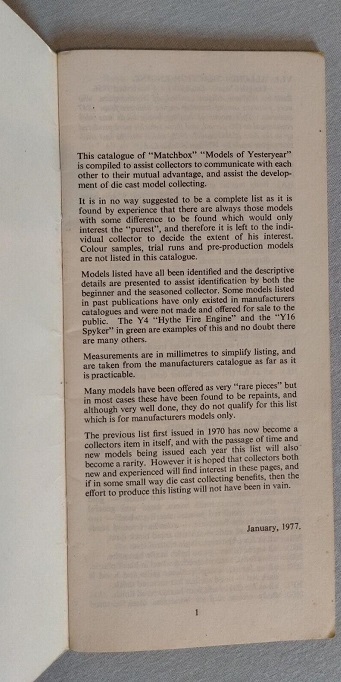 This catalogue of "Matchbox" "Models of Yesteryear"
is compiled to assist collectors to communicate with each
other to their mutual advantage, and assist the develop-
ment of die cast model collecting.
It is in no way suggested to be a complete list as it is
found by experience that there are always those models
with some difference to be found which would only
interest the "purest", and therefore it is left to the indi-
vidual collector to decide the extent of his interest.
Colour samples, trial runs and pre-production models
are not listed in this catalogue.
Models listed have all been identified and the descriptive
details are presented to assist identification by both the
beginner and the seasoned collector. Some models listed
in past publications have only existed in manufacturers
catalogues and were not made and offered for sale to the
public. The Y4 "Hythe Fire Engine" and the "Y16
Spyker" in green are examples of this and no doubt there
are many others.
Measurements are in millimetres to simplify listing, and
are taken from the manufacturers catalogue as far as it
is practicable.
Many models have been offered as very "rare pieces" but
in most cases these have been found to be repaints, and
although very well done, they do not qualify for this list
which is for manufacturers models only.
The previous list first issued in 1970 has now become a
collectors item in itself, and with the passage of time and
new models being issued each year this list will also
become a rarity. However it is hoped that collectors both
new and experienced will find interest in these pages, and
if in some small way die cast collecting benefits, then the
effort to produce this listing will not have been in vain.
January, 1977.
1